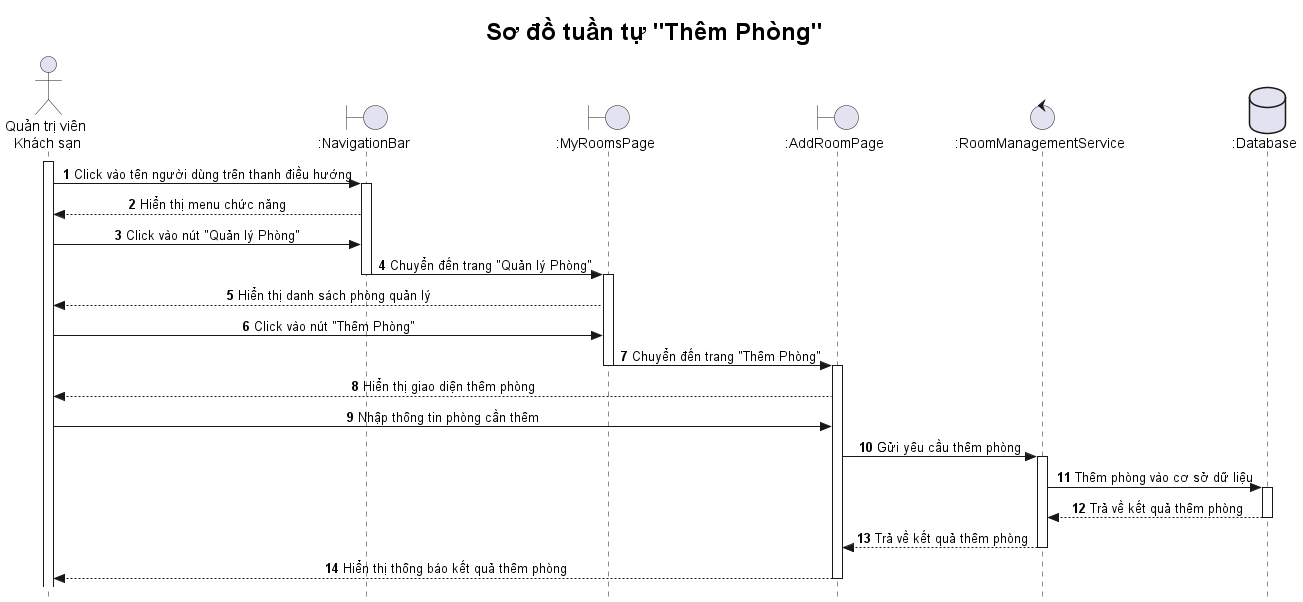 Sơ đồ tuần tự "Thêm Phòng"
Quản trị viên
Khách sạn
:NavigationBar
:MyRoomsPage
:AddRoomPage
:RoomManagementService
:Database
1 Click vào tên người dùng trên thanh điều hướng
2 Hiển thị menu chức năng
3 Click vào nút "Quản lý Phòng"
4 Chuyển đến trang "Quản lý Phòng"
5 Hiển thị danh sách phòng quản lý
6 Click vào nút "Thêm Phòng"
7 Chuyển đến trang "Thêm Phòng"
8 Hiển thị giao diện thêm phòng
9 Nhập thông tin phòng cần thêm
10 Gửi yêu cầu thêm phòng
11 Thêm phòng vào cơ sở dữ liệu
12 Trả về kết quả thêm phòng
13 Trả về kết quả thêm phòng
14 Hiển thị thông báo kết quả thêm phòng